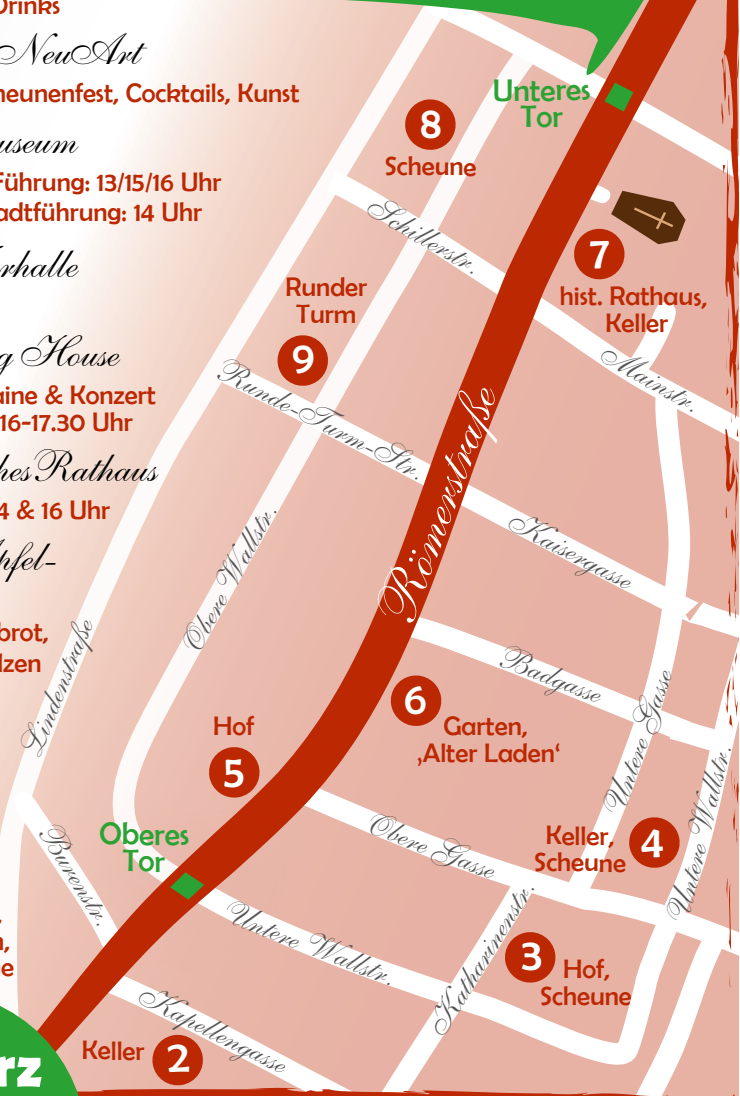 Drinks
NeuArt
heunenfest, Cocktails, Kunst
useum
Führung: 13/15/16 Uhr
adtführung: 14 Uhr
rhalle
g House
aine & Konzert
16-17.30 Uhr
hes Rathaus
4 & 16 Uhr
pfel-
brot,
lzen
n,
e
rz
Unteres
Tor
8
Scheune
Schillerstr.
7
hist. Rathaus,
Keller
Runder
Turm
9
Mainstr.
Runde-Turm-Str.
Römerstraße
Kaisergasse
Obere Wallstr.
Lindenstraße
Badgasse
6
Garten,
‚Alter Laden‘
Hof
5
Untere Gasse
Untere Wallstr.
Obere Gasse
Keller,
Scheune
4
Oberes
Tor
Burenstr.
Untere Wallstr.
Katharinenstr.
3
Hof,
Scheune
Kapellengasse
Keller
2